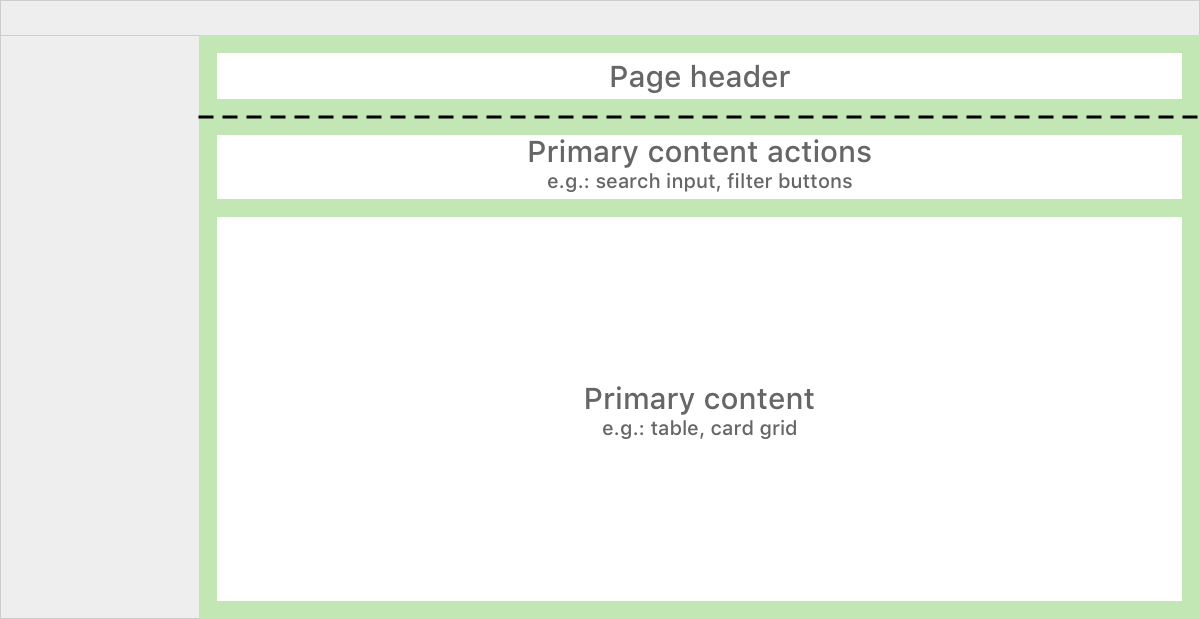 Page header
Primary content actions
e.g.: search input, filter buttons
Primary content
e.g.: table, card grid